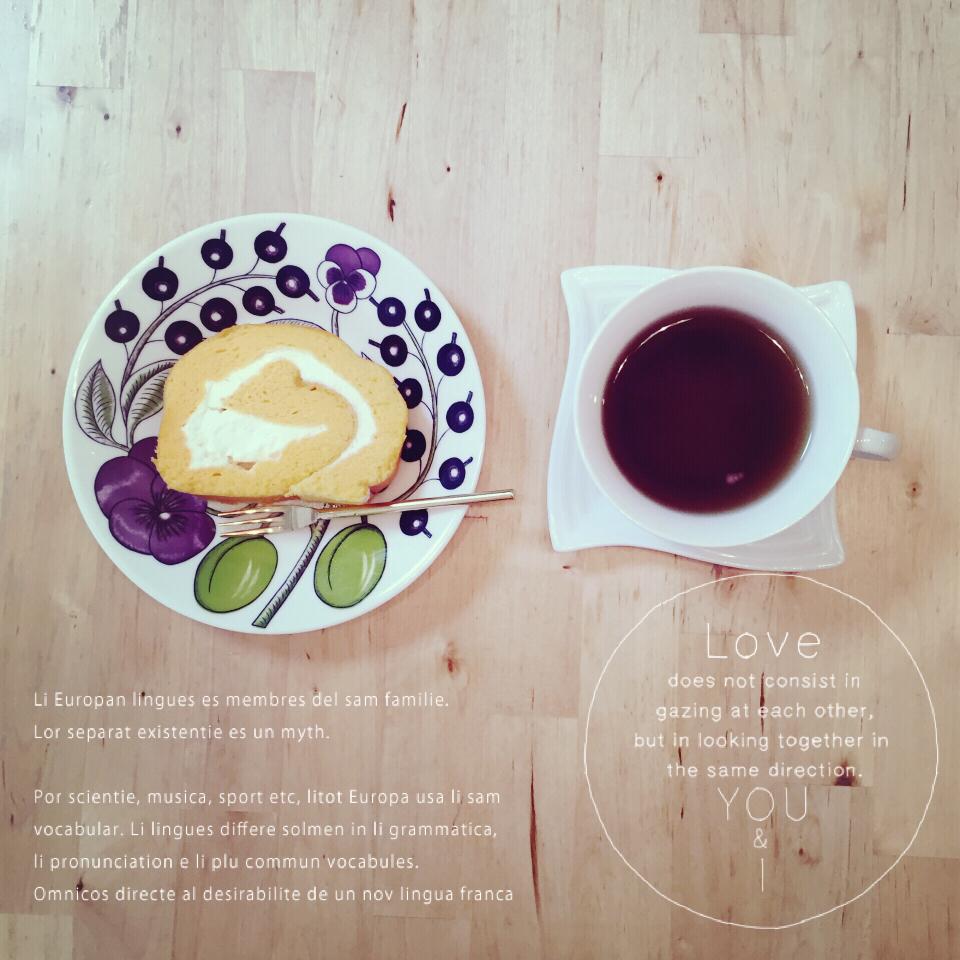 Li Europan lingues es membres del sam familie.
Lor separat existentie es un myth.
Por scientie, musica, sport etc, litot Europa usa li sam
vocabular. Li lingues differe solmen in li grammatica,
li pronunciation e li plu commun vocabules.
Omnicos directe al desirabilite de un nov lingua franca
Love
does not consist in
gazing at each other,
but in looking together in
the same direction.
YOU
&
I